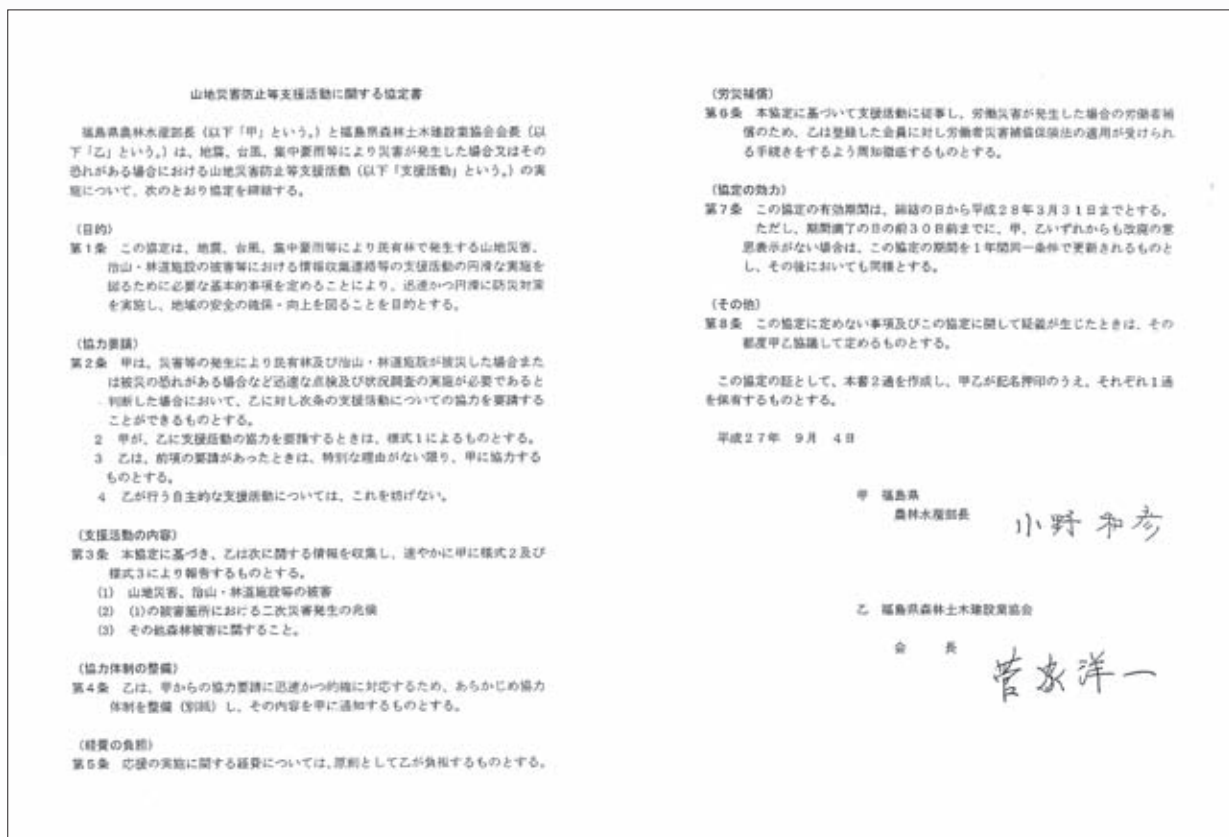 山地災害防止等支援活動に関する協定書
福島県農林水産部長（以下「甲」という。）と福島県森林土木建設業協会会長（以
下「乙」という。）は、地震、台風、集中豪雨等により災害が発生した場合又はその
恐れがある場合における山地災害防止等支援活動（以下「支援活動」という。）の実
施について、次のとおり協定を締結する。
（目的）
第１条　この協定は、地震、台風、集中豪雨等により民有林で発生する山地災害、
治山・林道施設の被害等における情報収集連絡等の支援活動の円滑な実施を
図るために必要な基本的事項を定めることにより、迅速かつ円滑に防災対策
を実施し、地域の安全の確保・向上を図ることを目的とする。
（協力要請）
第２条　甲は、災害等の発生により民有林及び治山・林道施設が被災した場合また
は被災の恐れがある場合など迅速な点検及び状況調査の実施が必要であると
判断した場合において、乙に対し次条の支援活動についての協力を要請する
ことができるものとする。
２　甲が、乙に支援活動の協力を要請するときは、様式１によるものとする。
３　乙は、前項の要請があったときは、特別な理由がない限り、甲に協力する
ものとする。
４　乙が行う自主的な支援活動については、これを妨げない。
（支援活動の内容）
第３条　本協定に基づき、乙は次に関する情報を収集し、速やかに甲に様式２及び
様式３により報告するものとする。
(1)　山地災害、治山・林道施設等の被害
(2)　(1)の被害箇所における二次災害発生の兆候
(3)　その他森林被害に関すること。
（協力体制の整備）
第４条　乙は、甲からの協力要請に迅速かつ的確に対応するため、あらかじめ協力
体制を整備（別紙）し、その内容を甲に通知するものとする。
（経費の負担）
第５条　応援の実施に関する経費については、原則として乙が負担するものとする。
（労災補償）
第６条　本協定に基づいて支援活動に従事し、労働災害が発生した場合の労働者補
償のため、乙は登録した会員に対し労働者災害補償保険法の適用が受けられ
る手続きをするよう周知徹底するものとする。
（協定の効力）
第７条　この協定の有効期間は、締結の日から平成２８年３月３１日までとする。
ただし、期間満了の日の前３０日前までに、甲、乙いずれからも改廃の意
思表示がない場合は、この協定の期間を１年間同一条件で更新されるものと
し、その後においても同様とする。
（その他）
第８条　この協定に定めない事項及びこの協定に関して疑義が生じたときは、その
都度甲乙協議して定めるものとする。
この協定の証として、本書２通を作成し、甲乙が記名押印のうえ、それぞれ１通
を保有するものとする。
平成２７年　９月　４日
甲　福島県
農林水産部長　小野和彦
乙　福島県森林土木建設業協会
会　長　菅家洋一